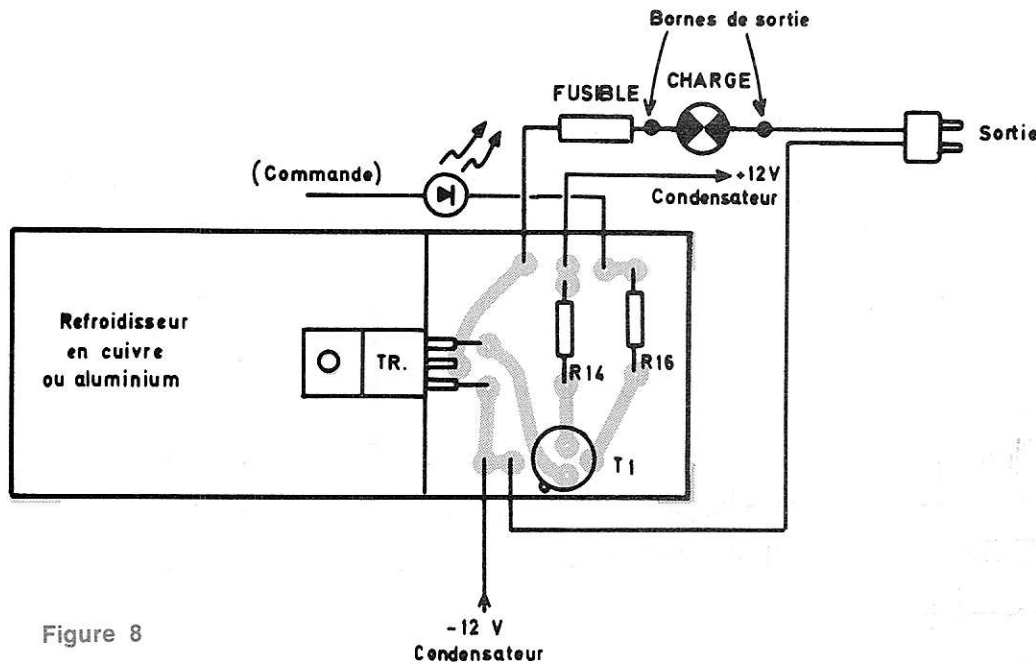 Bornes de sortie
FUSIBLE
CHARGE
Sortie
(Commande)
+12V
Condensateur
Refroidisseur
en cuivre
ou aluminium
TR.
R14
R16
T1
-12 V
Condensateur
Figure 8